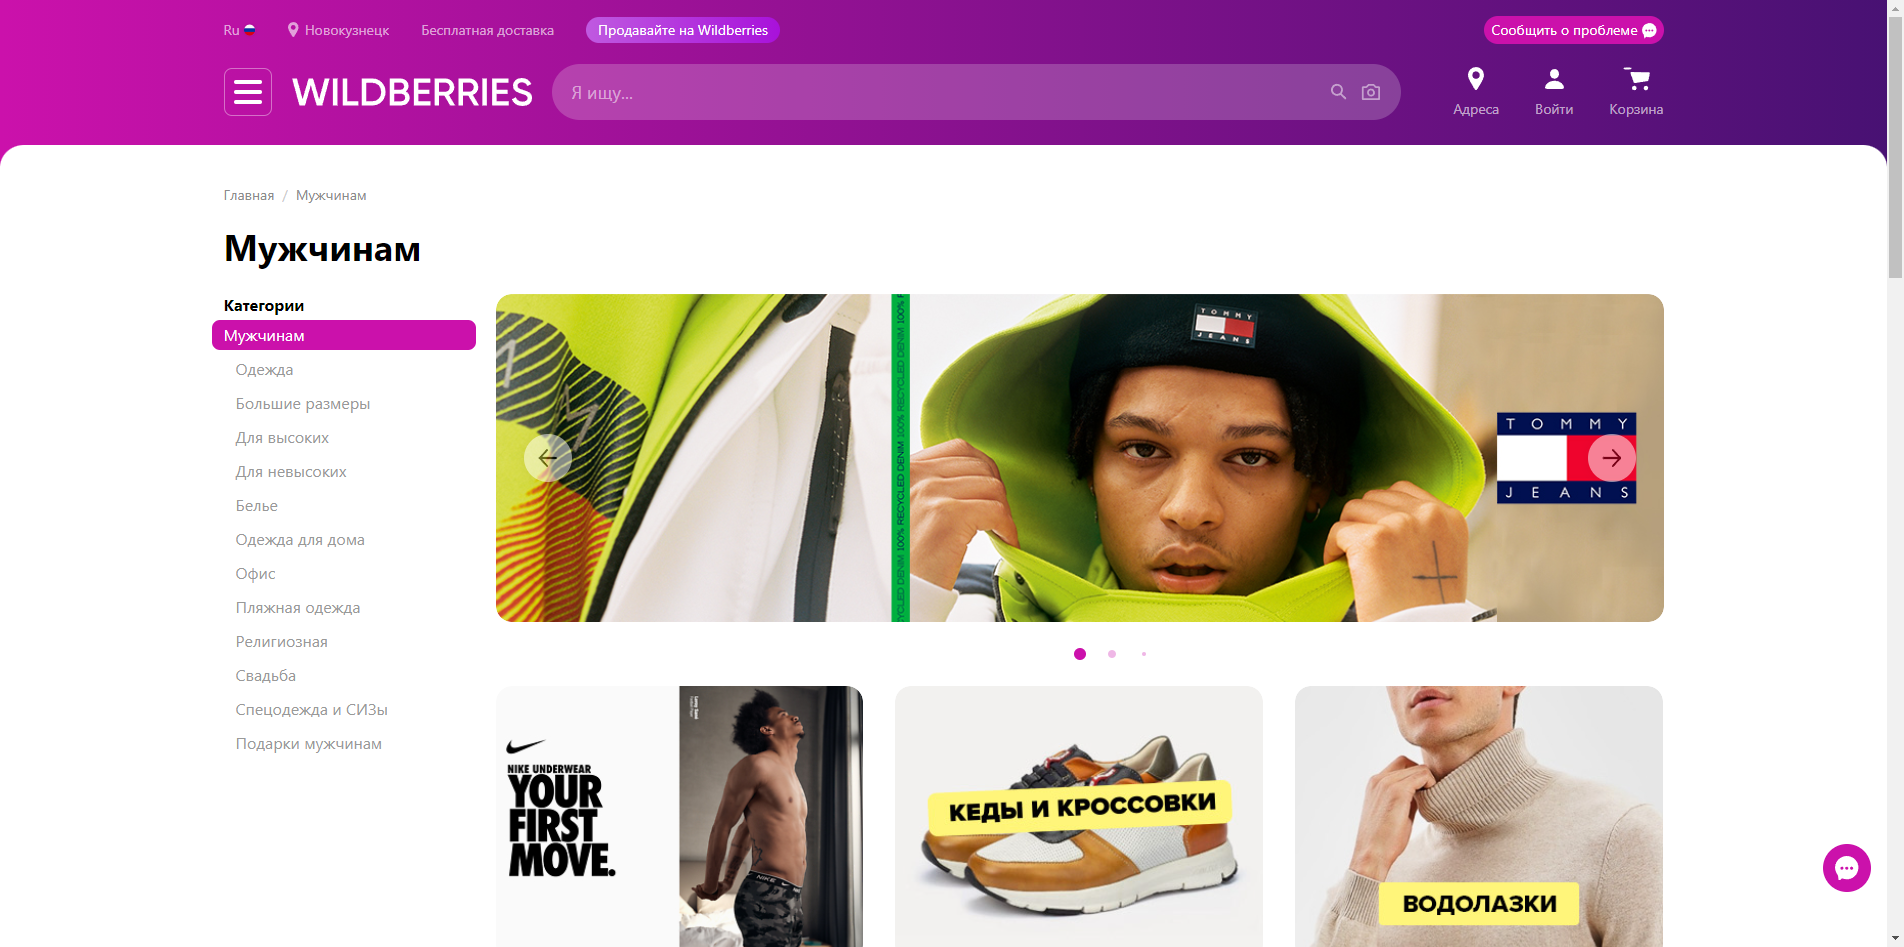 Ru
Новокузнецк
Бесплатная доставка
Продавайте на Wildberries
Сообщить о проблеме
WILDBERRIES
Я ищу...
Адреса
Войти
Корзина
Главная / Мужчинам
Мужчинам
Категории
Мужчинам
Одежда
Большие размеры
Для высоких
Для невысоких
Белье
Одежда для дома
Офис
Пляжная одежда
Религиозная
Свадьба
Спецодежда и СИЗы
Подарки мужчинам
100% RECYCLED DENIM 100% RECYCLED DENIM 100%
TOMMY
JEANS
TOMMY
JEANS
NIKE UNDERWEAR
YOUR
FIRST
MOVE.
NIKE
КЕДЫ И КРОССОВКИ
ВОДОЛАЗКИ